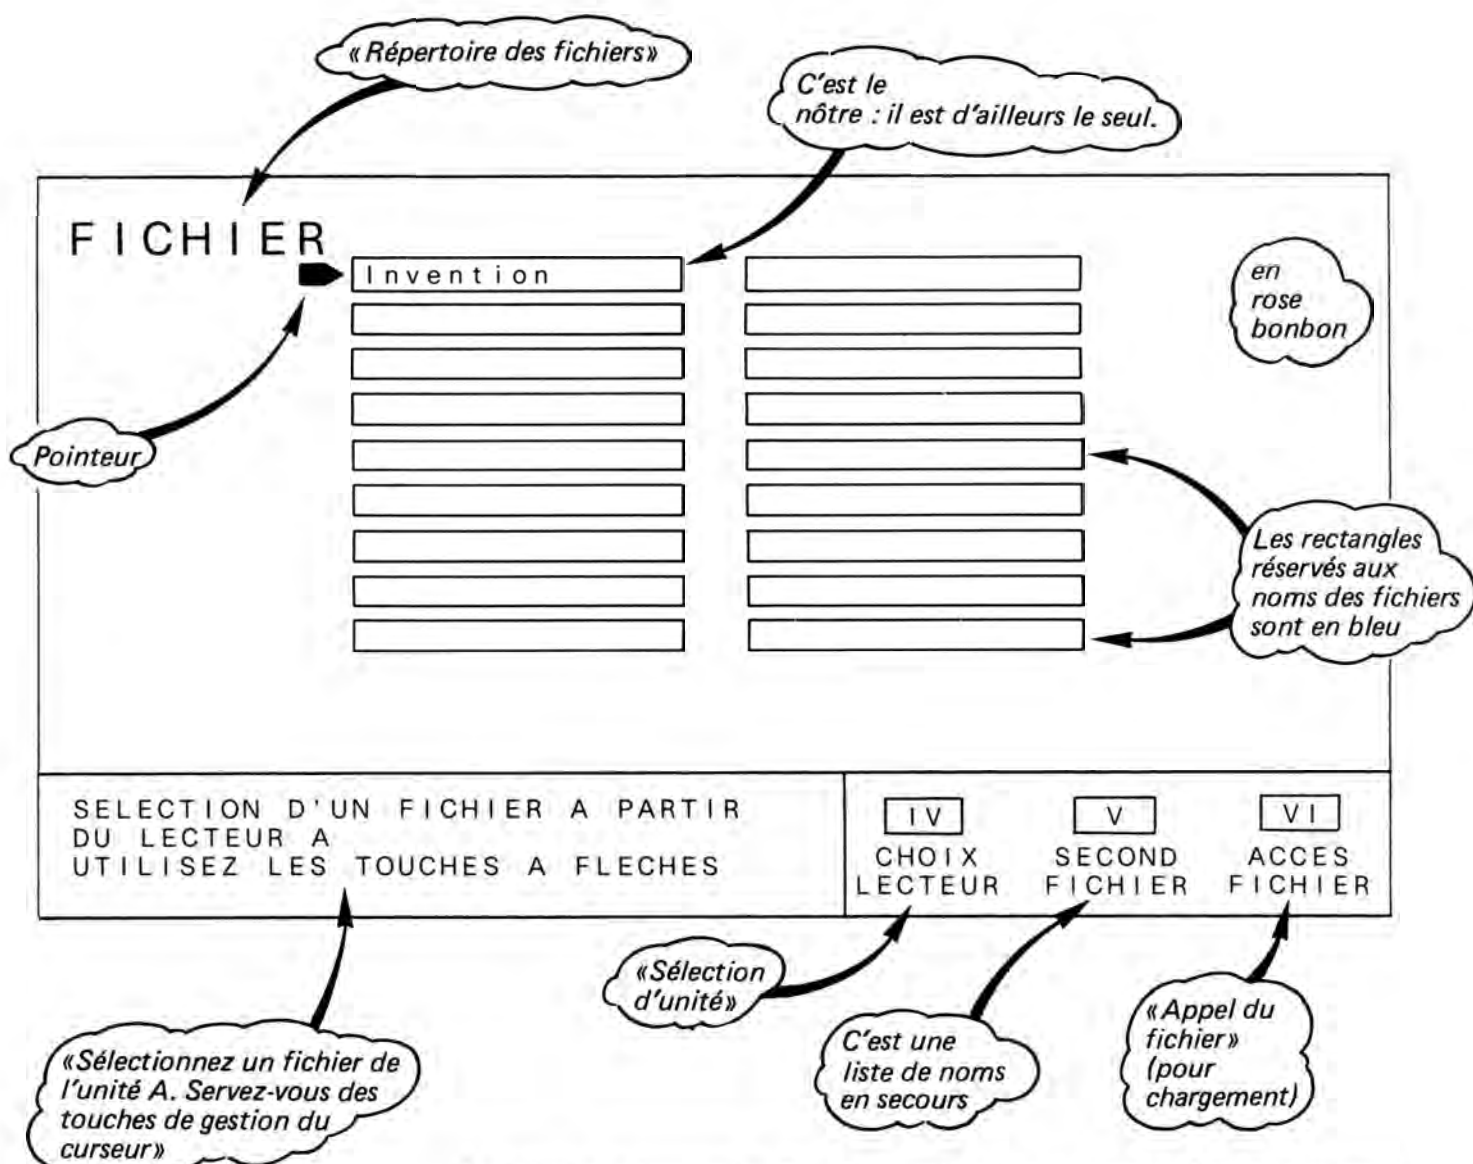 «Répertoire des fichiers»
C'est le
nôtre : il est d'ailleurs le seul.
FICHIER
Invention
en
rose
bonbon
Pointeur
Les rectangles
réservés aux
noms des fichiers
sont en bleu
SELECTION D'UN FICHIER A PARTIR
DU LECTEUR A
UTILISEZ LES TOUCHES A FLECHES
IV
CHOIX
LECTEUR
V
SECOND
FICHIER
VI
ACCES
FICHIER
«Sélection
d'unité»
«Sélectionnez un fichier de
l'unité A. Servez-vous des
touches de gestion du
curseur»
C'est une
liste de noms
en secours
«Appel du
fichier»
(pour
chargement)